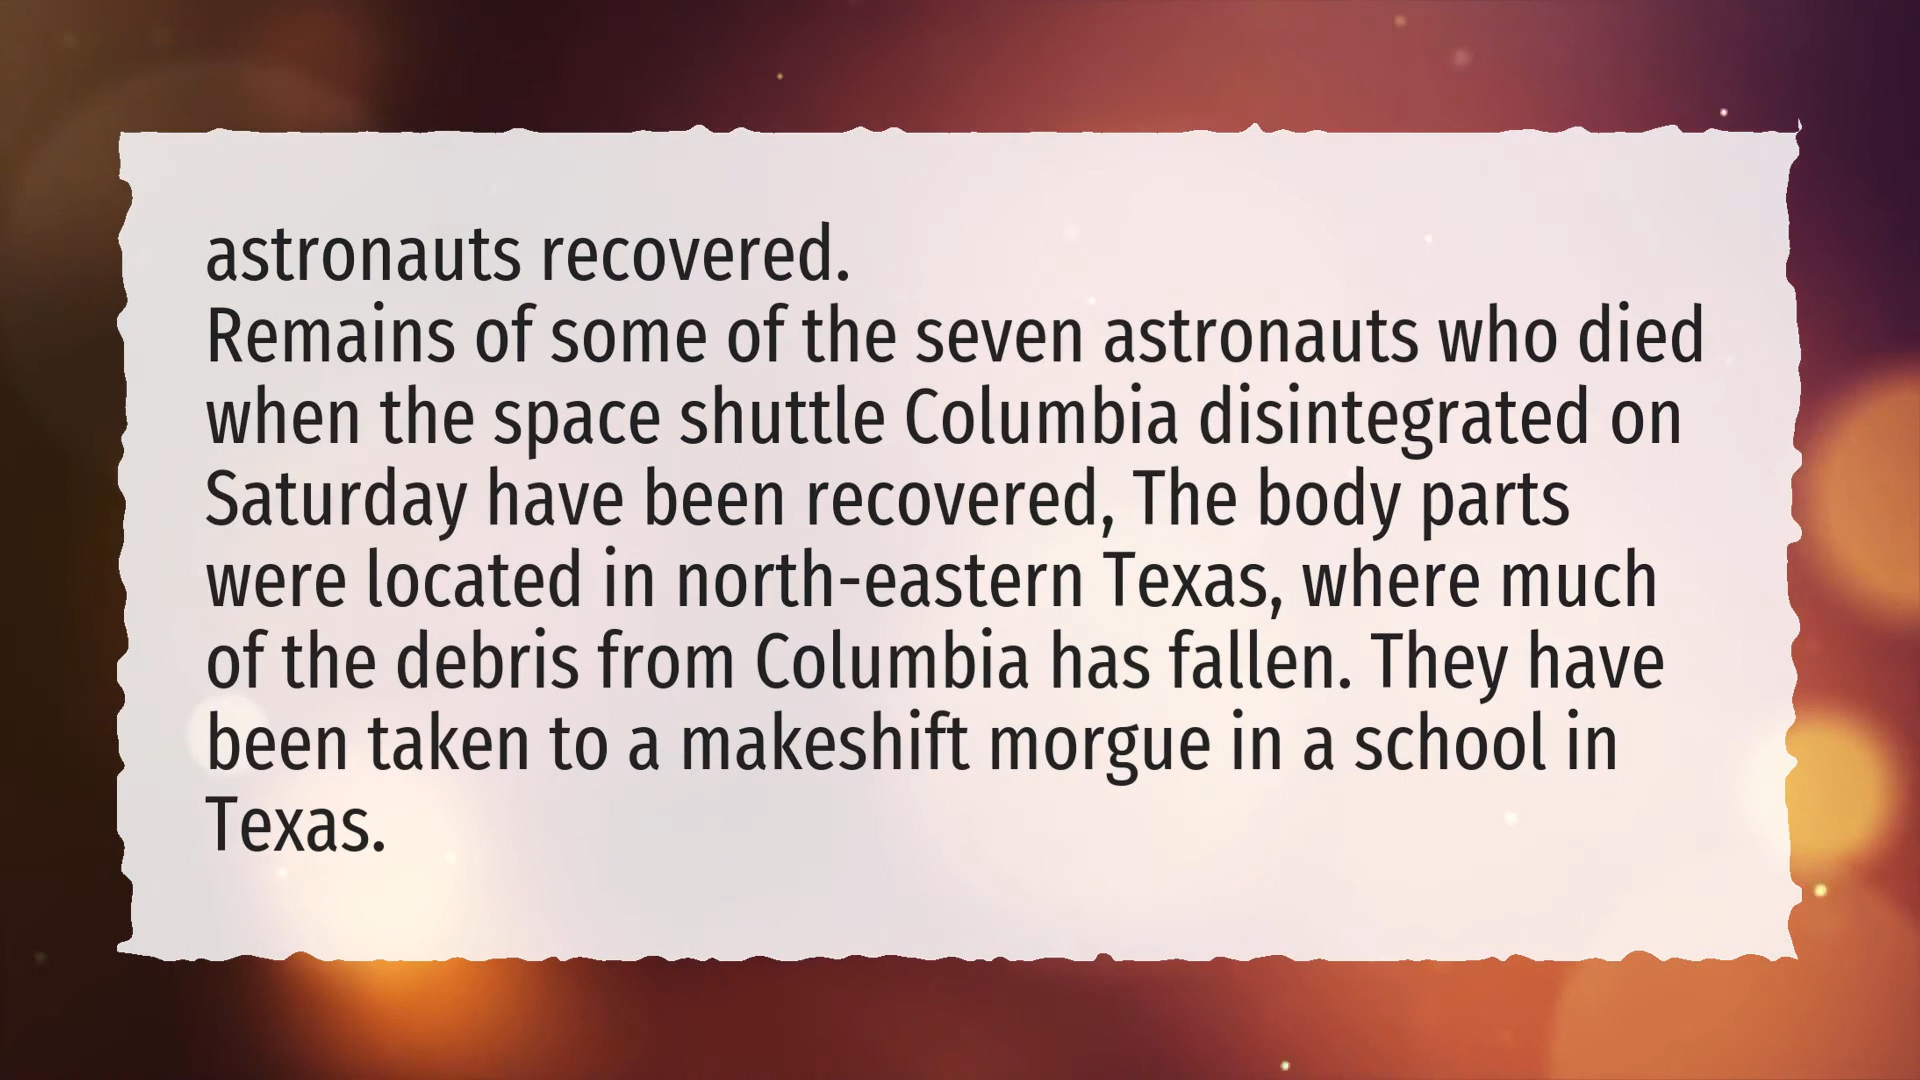 astronauts recovered.
Remains of some of the seven astronauts who died
when the space shuttle Columbia disintegrated on
Saturday have been recovered, The body parts
were located in north-eastern Texas, where much
of the debris from Columbia has fallen. They have
been taken to a makeshift morgue in a school in
Texas.